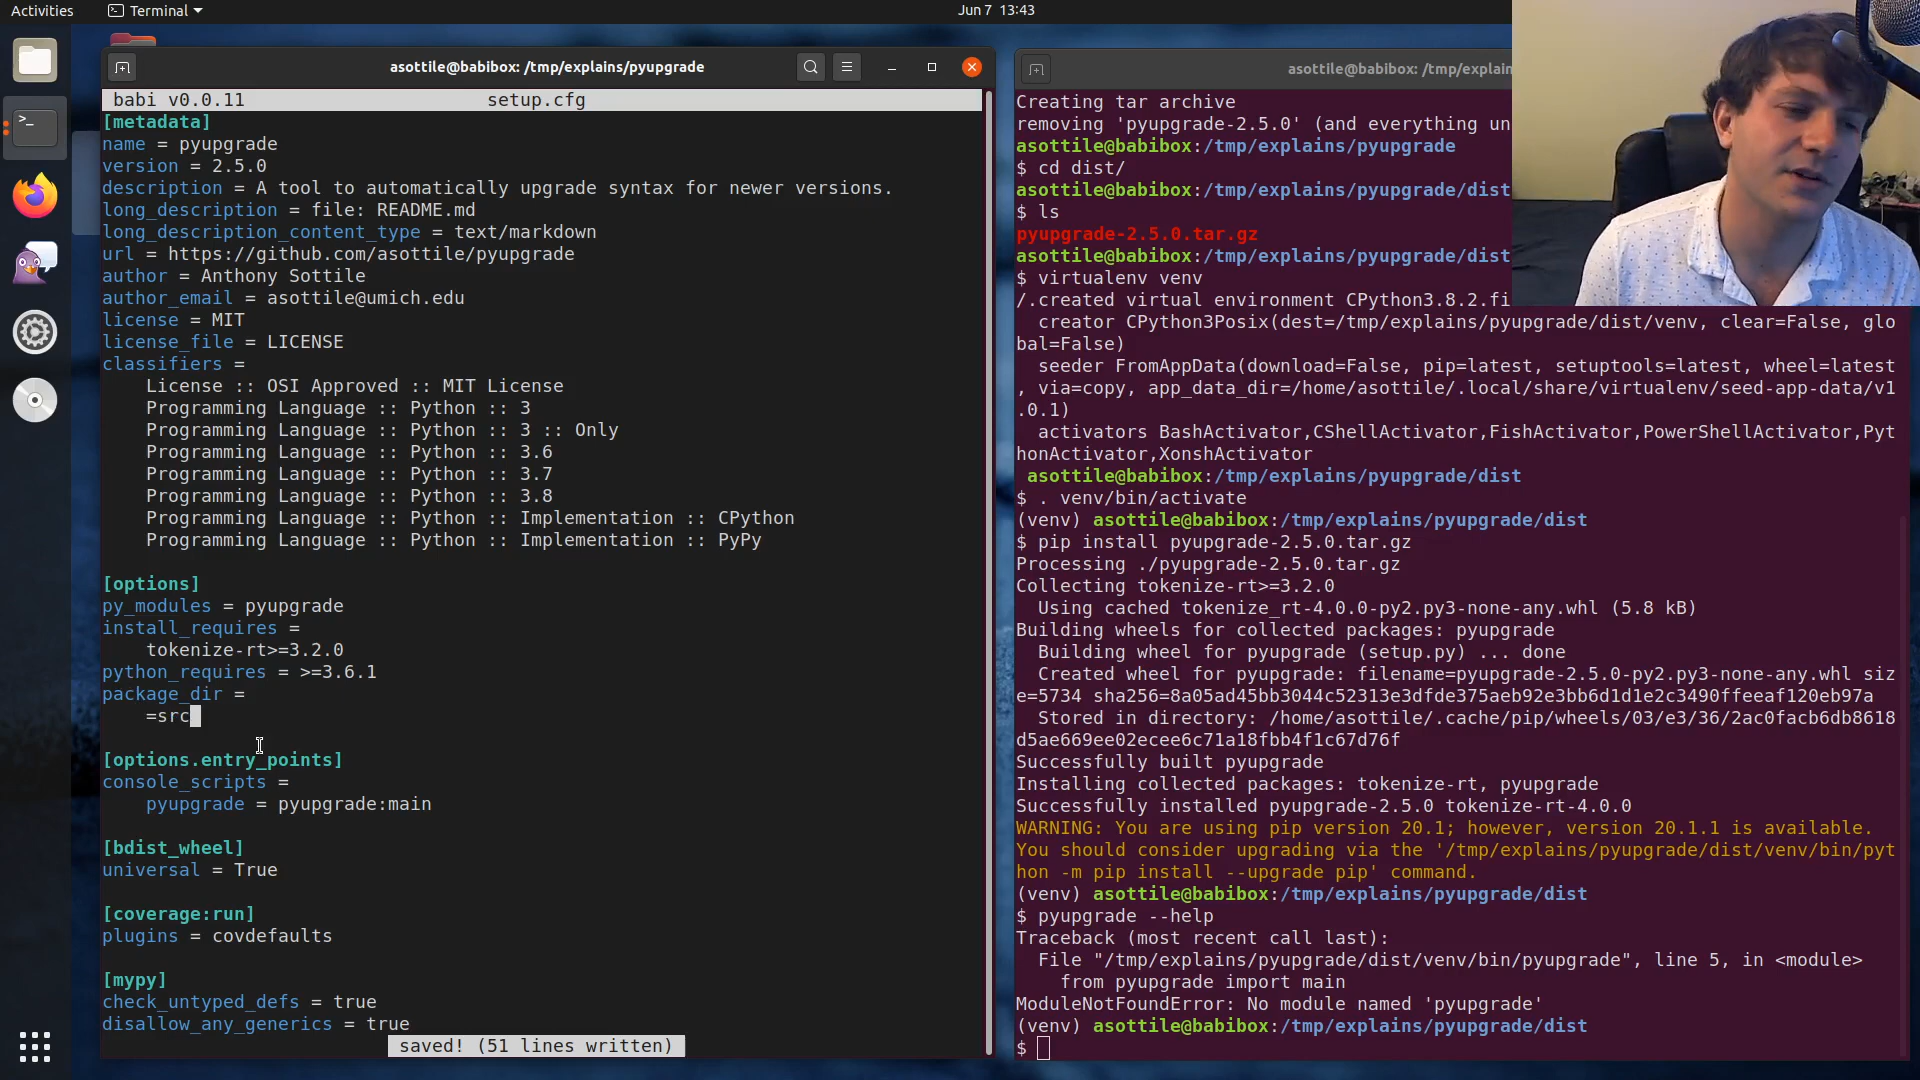 Activities
Terminal
Jun 7 13:43
asottile@babibox: /tmp/explains/pyupgrade
babi v0.0.11 setup.cfg
[metadata]
name = pyupgrade
version = 2.5.0
description = A tool to automatically upgrade syntax for newer versions.
long_description = file: README.md
long_description_content_type = text/markdown
url = https://github.com/asottile/pyupgrade
author = Anthony Sottile
author_email = asottile@umich.edu
license = MIT
license_file = LICENSE
classifiers =
    License :: OSI Approved :: MIT License
    Programming Language :: Python :: 3
    Programming Language :: Python :: 3 :: Only
    Programming Language :: Python :: 3.6
    Programming Language :: Python :: 3.7
    Programming Language :: Python :: 3.8
    Programming Language :: Python :: Implementation :: CPython
    Programming Language :: Python :: Implementation :: PyPy
[options]
py_modules = pyupgrade
install_requires =
    tokenize-rt>=3.2.0
python_requires = >=3.6.1
package_dir =
    =src
[options.entry_points]
console_scripts =
    pyupgrade = pyupgrade:main
[bdist_wheel]
universal = True
[coverage:run]
plugins = covdefaults
[mypy]
check_untyped_defs = true
disallow_any_generics = true
saved! (51 lines written)
asottile@babibox: /tmp/explain
Creating tar archive
removing 'pyupgrade-2.5.0' (and everything un
asottile@babibox:/tmp/explains/pyupgrade
$ cd dist/
asottile@babibox:/tmp/explains/pyupgrade/dist
$ ls
pyupgrade-2.5.0.tar.gz
asottile@babibox:/tmp/explains/pyupgrade/dist
$ virtualenv venv
/.created virtual environment CPython3.8.2.fi
  creator CPython3Posix(dest=/tmp/explains/pyupgrade/dist/venv, clear=False, glo
bal=False)
  seeder FromAppData(download=False, pip=latest, setuptools=latest, wheel=latest
, via=copy, app_data_dir=/home/asottile/.local/share/virtualenv/seed-app-data/v1
.0.1)
  activators BashActivator,CShellActivator,FishActivator,PowerShellActivator,Pyt
honActivator,XonshActivator
 asottile@babibox:/tmp/explains/pyupgrade/dist
$ . venv/bin/activate
(venv) asottile@babibox:/tmp/explains/pyupgrade/dist
$ pip install pyupgrade-2.5.0.tar.gz
Processing ./pyupgrade-2.5.0.tar.gz
Collecting tokenize-rt>=3.2.0
  Using cached tokenize_rt-4.0.0-py2.py3-none-any.whl (5.8 kB)
Building wheels for collected packages: pyupgrade
  Building wheel for pyupgrade (setup.py) ... done
  Created wheel for pyupgrade: filename=pyupgrade-2.5.0-py2.py3-none-any.whl siz
e=5734 sha256=8a05ad45bb3044c52313e3dfde375aeb92e3bb6d1d1e2c3490ffeeaf120eb97a
  Stored in directory: /home/asottile/.cache/pip/wheels/03/e3/36/2ac0facb6db8618
d5ae669ee02ecee6c71a18fbb4f1c67d76f
Successfully built pyupgrade
Installing collected packages: tokenize-rt, pyupgrade
Successfully installed pyupgrade-2.5.0 tokenize-rt-4.0.0
WARNING: You are using pip version 20.1; however, version 20.1.1 is available.
You should consider upgrading via the '/tmp/explains/pyupgrade/dist/venv/bin/pyt
hon -m pip install --upgrade pip' command.
(venv) asottile@babibox:/tmp/explains/pyupgrade/dist
$ pyupgrade --help
Traceback (most recent call last):
  File "/tmp/explains/pyupgrade/dist/venv/bin/pyupgrade", line 5, in <module>
    from pyupgrade import main
ModuleNotFoundError: No module named 'pyupgrade'
(venv) asottile@babibox:/tmp/explains/pyupgrade/dist
$